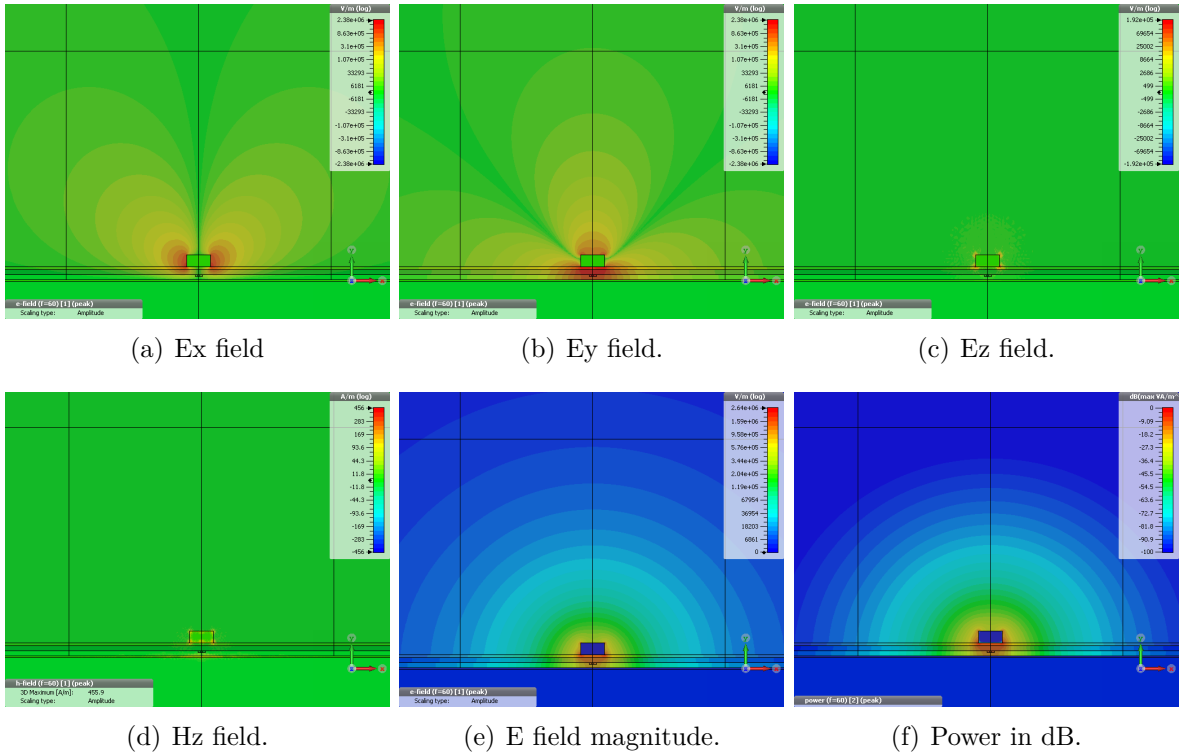 V/m (log)
2.38e+06
8.63e+05
3.1e+05
1.07e+05
33293
6181
-6181
-33293
-1.07e+05
-3.1e+05
-8.63e+05
-2.38e+06
e-field (f=60) [1] (peak)
Scaling type: Amplitude
(a) Ex field
V/m (log)
2.38e+06
8.63e+05
3.1e+05
1.07e+05
33293
6181
-6181
-33293
-1.07e+05
-3.1e+05
-8.63e+05
-2.38e+06
e-field (f=60) [1] (peak)
Scaling type: Amplitude
(b) Ey field.
V/m (log)
1.92e+05
69654
25002
8664
2686
499
-499
-2686
-8664
-25002
-69654
-1.92e+05
e-field (f=60) [1] (peak)
Scaling type: Amplitude
(c) Ez field.
A/m (log)
456
283
169
93.6
44.3
11.8
-11.8
-44.3
-93.6
-169
-283
-456
h-field (f=60) [1] (peak)
3D Maximum [A/m]: 455.9
Scaling type: Amplitude
(d) Hz field.
V/m (log)
2.64e+06
1.59e+06
9.58e+05
5.76e+05
3.44e+05
2.04e+05
1.19e+05
67954
36954
18203
6861
0
e-field (f=60) [1] (peak)
Scaling type: Amplitude
(e) E field magnitude.
dB(max VA/m^
0
-9.09
-18.2
-27.3
-36.4
-45.5
-54.5
-63.6
-72.7
-81.8
-90.9
-100
power (f=60) [2] (peak)
(f) Power in dB.